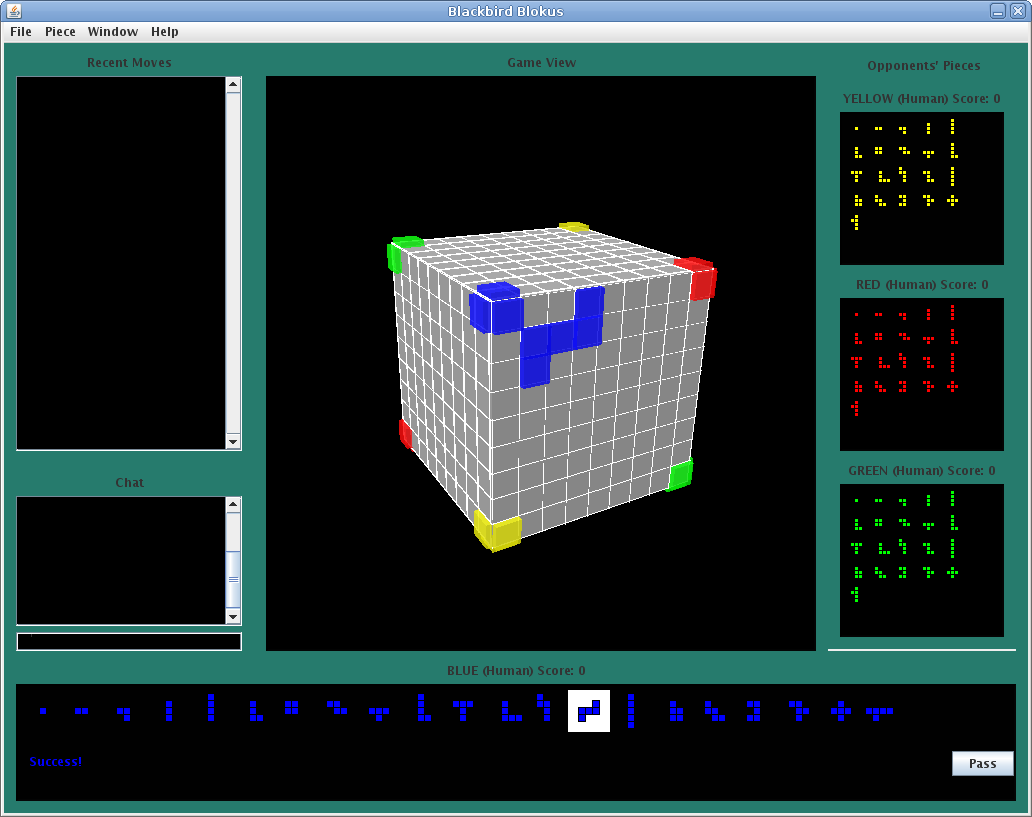 Blackbird Blokus
File Piece Window Help
Recent Moves
Game View
Opponents' Pieces
YELLOW (Human) Score: 0
RED (Human) Score: 0
GREEN (Human) Score: 0
Chat
BLUE (Human) Score: 0
Success!
Pass